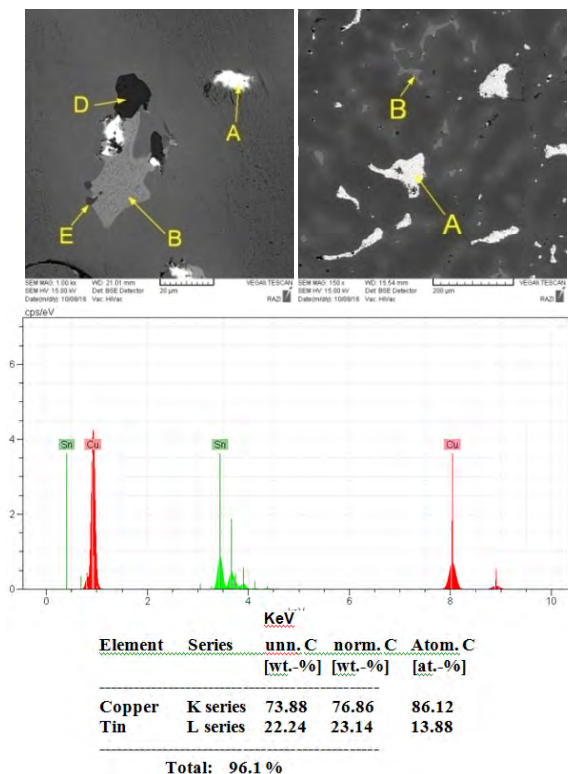 D
A
E
B
SEM MAG: 1.00 kx WD: 21.01 mm VEGA\\ TESCAN
SEM HV: 15.00 kV Det: BSE Detector 20 µm
Date(m/d/y): 10/08/16 Vac: HiVac RAZI
B
A
SEM MAG: 150 x WD: 15.54 mm VEGA\\ TESCAN
SEM HV: 15.00 kV Det: BSE Detector 200 µm
Date(m/d/y): 10/08/16 Vac: HiVac RAZI
cps/eV
6
4
2
0
Sn Cu Sn Cu
0 2 4 6 8 10
KeV
Element Series unn. C norm. C Atom. C
[wt.-%] [wt.-%] [at.-%]
Copper K series 73.88 76.86 86.12
Tin L series 22.24 23.14 13.88
Total: 96.1 %